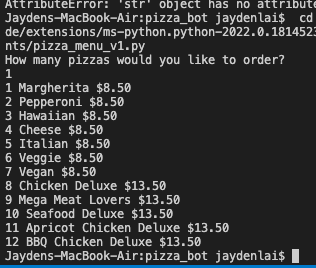 AttributeError: 'str' object has no attribute
Jaydens-MacBook-Air:pizza_bot jaydenlai$  cd
de/extensions/ms-python.python-2022.0.1814523
nts/pizza_menu_v1.py
How many pizzas would you like to order?
1
1 Margherita $8.50
2 Pepperoni $8.50
3 Hawaiian $8.50
4 Cheese $8.50
5 Italian $8.50
6 Veggie $8.50
7 Vegan $8.50
8 Chicken Deluxe $13.50
9 Mega Meat Lovers $13.50
10 Seafood Deluxe $13.50
11 Apricot Chicken Deluxe $13.50
12 BBQ Chicken Deluxe $13.50
Jaydens-MacBook-Air:pizza_bot jaydenlai$